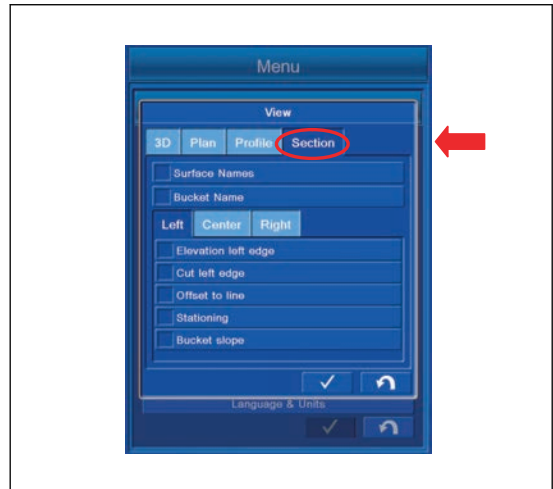 Menu
View
3D Plan Profile Section
Surface Names
Bucket Name
Left Center Right
Elevation left edge
Cut left edge
Offset to line
Stationing
Bucket slope
Language & Units